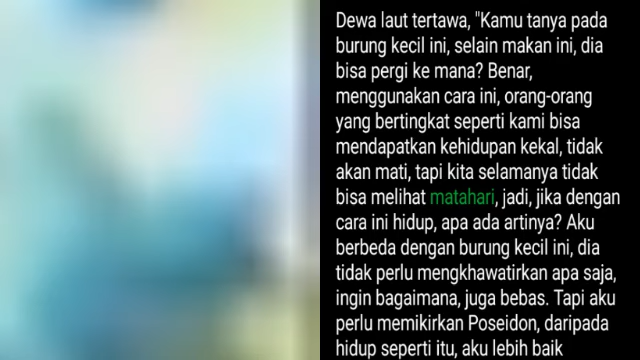 Dewa laut tertawa, "Kamu tanya pada
burung kecil ini, selain makan ini, dia
bisa pergi ke mana? Benar,
menggunakan cara ini, orang-orang
yang bertingkat seperti kami bisa
mendapatkan kehidupan kekal, tidak
akan mati, tapi kita selamanya tidak
bisa melihat matahari, jadi, jika dengan
cara ini hidup, apa ada artinya? Aku
berbeda dengan burung kecil ini, dia
tidak perlu mengkhawatirkan apa saja,
ingin bagaimana, juga bebas. Tapi aku
perlu memikirkan Poseidon, daripada
hidup seperti itu, aku lebih baik